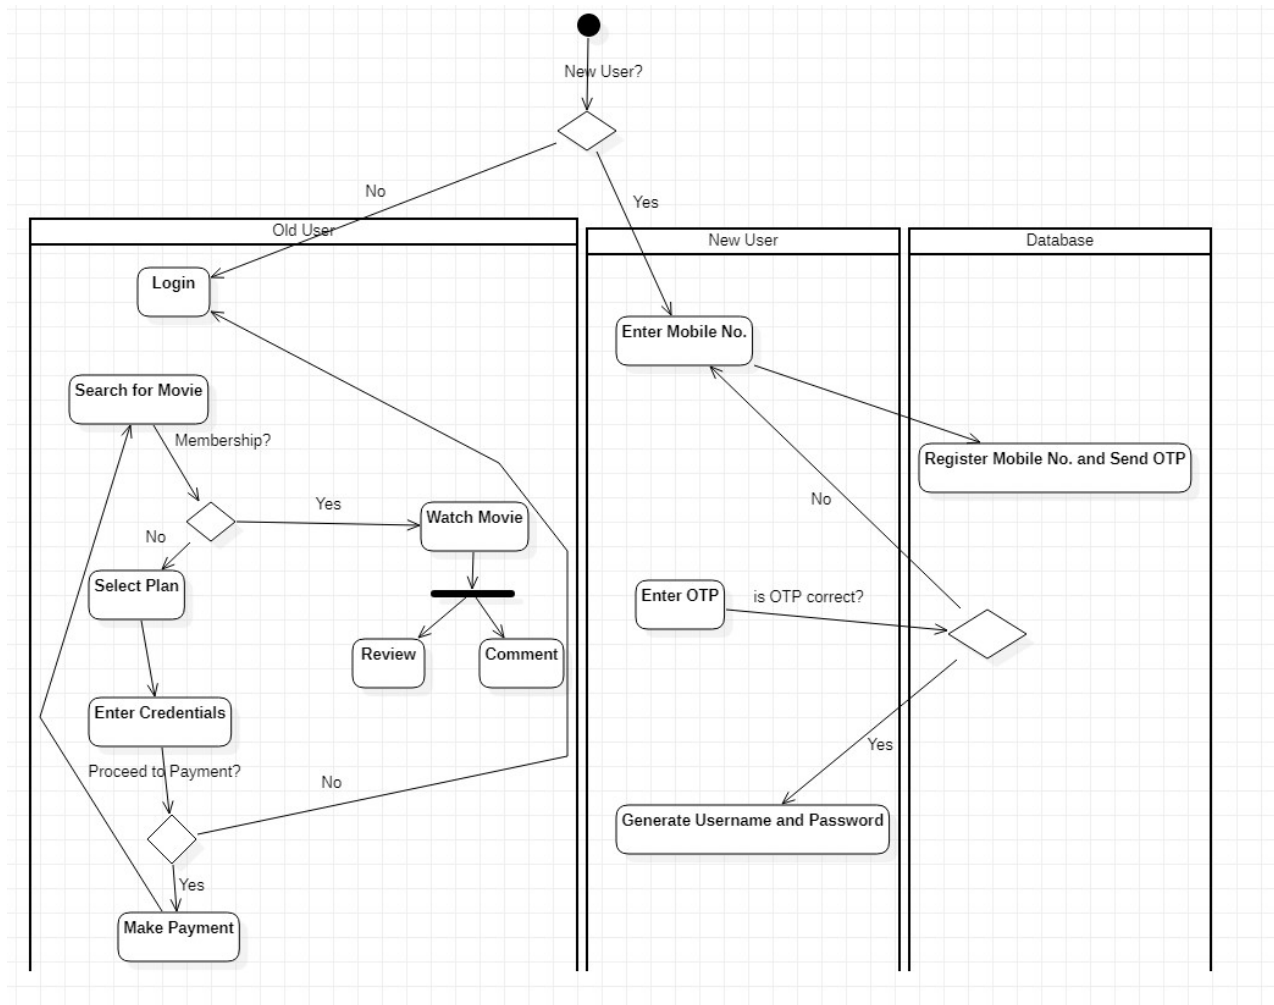 New User?
No
Yes
Old User
New User
Database
Login
Enter Mobile No.
Search for Movie
Membership?
Register Mobile No. and Send OTP
Yes
No
Watch Movie
No
Select Plan
Enter OTP
is OTP correct?
Review
Comment
Enter Credentials
Yes
Proceed to Payment?
No
Generate Username and Password
Yes
Make Payment